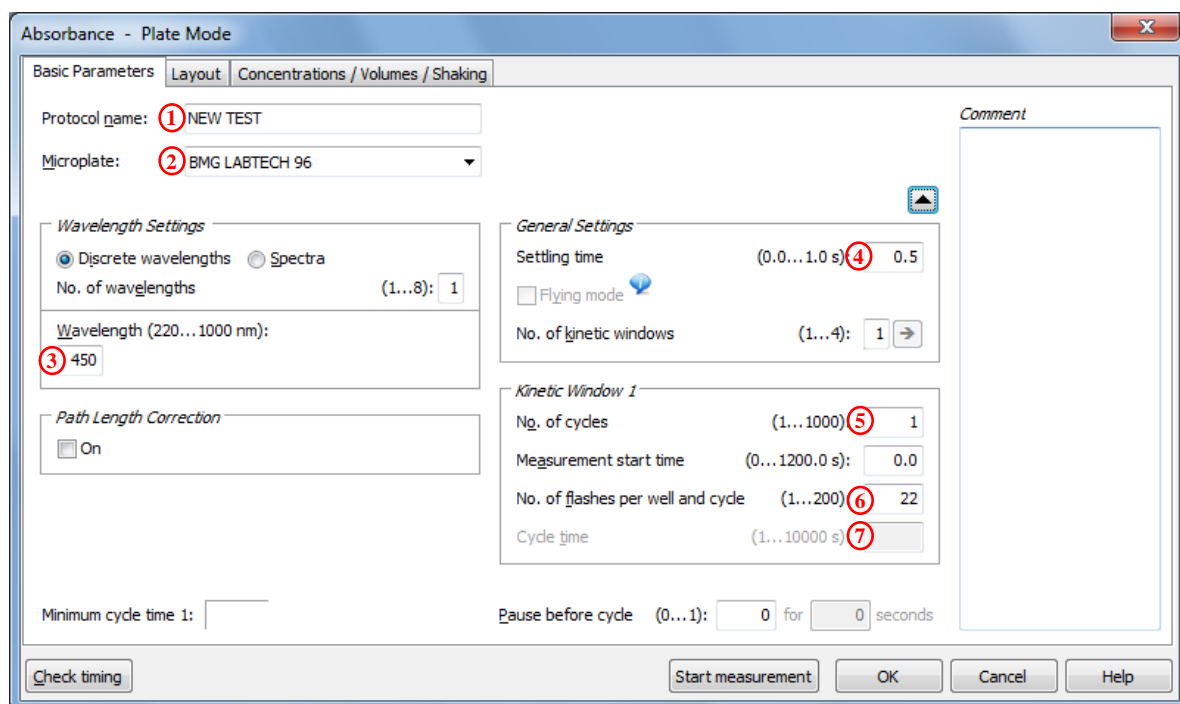 Absorbance - Plate Mode
X
Basic Parameters Layout Concentrations / Volumes / Shaking
Protocol name: 1 NEW TEST
Microplate: 2 BMG LABTECH 96
Comment
Wavelength Settings
Discrete wavelengths Spectra
No. of wavelengths (1...8): 1
Wavelength (220...1000 nm):
3 450
Path Length Correction
On
General Settings
Settling time (0.0...1.0 s): 4 0.5
Flying mode
No. of kinetic windows (1...4): 1
Kinetic Window 1
No. of cycles (1...1000): 5 1
Measurement start time (0...1200.0 s): 0.0
No. of flashes per well and cycle (1...200) 6 22
Cycle time (1...10000 s) 7
Minimum cycle time 1:
Pause before cycle (0...1): 0 for 0 seconds
Check timing Start measurement OK Cancel Help